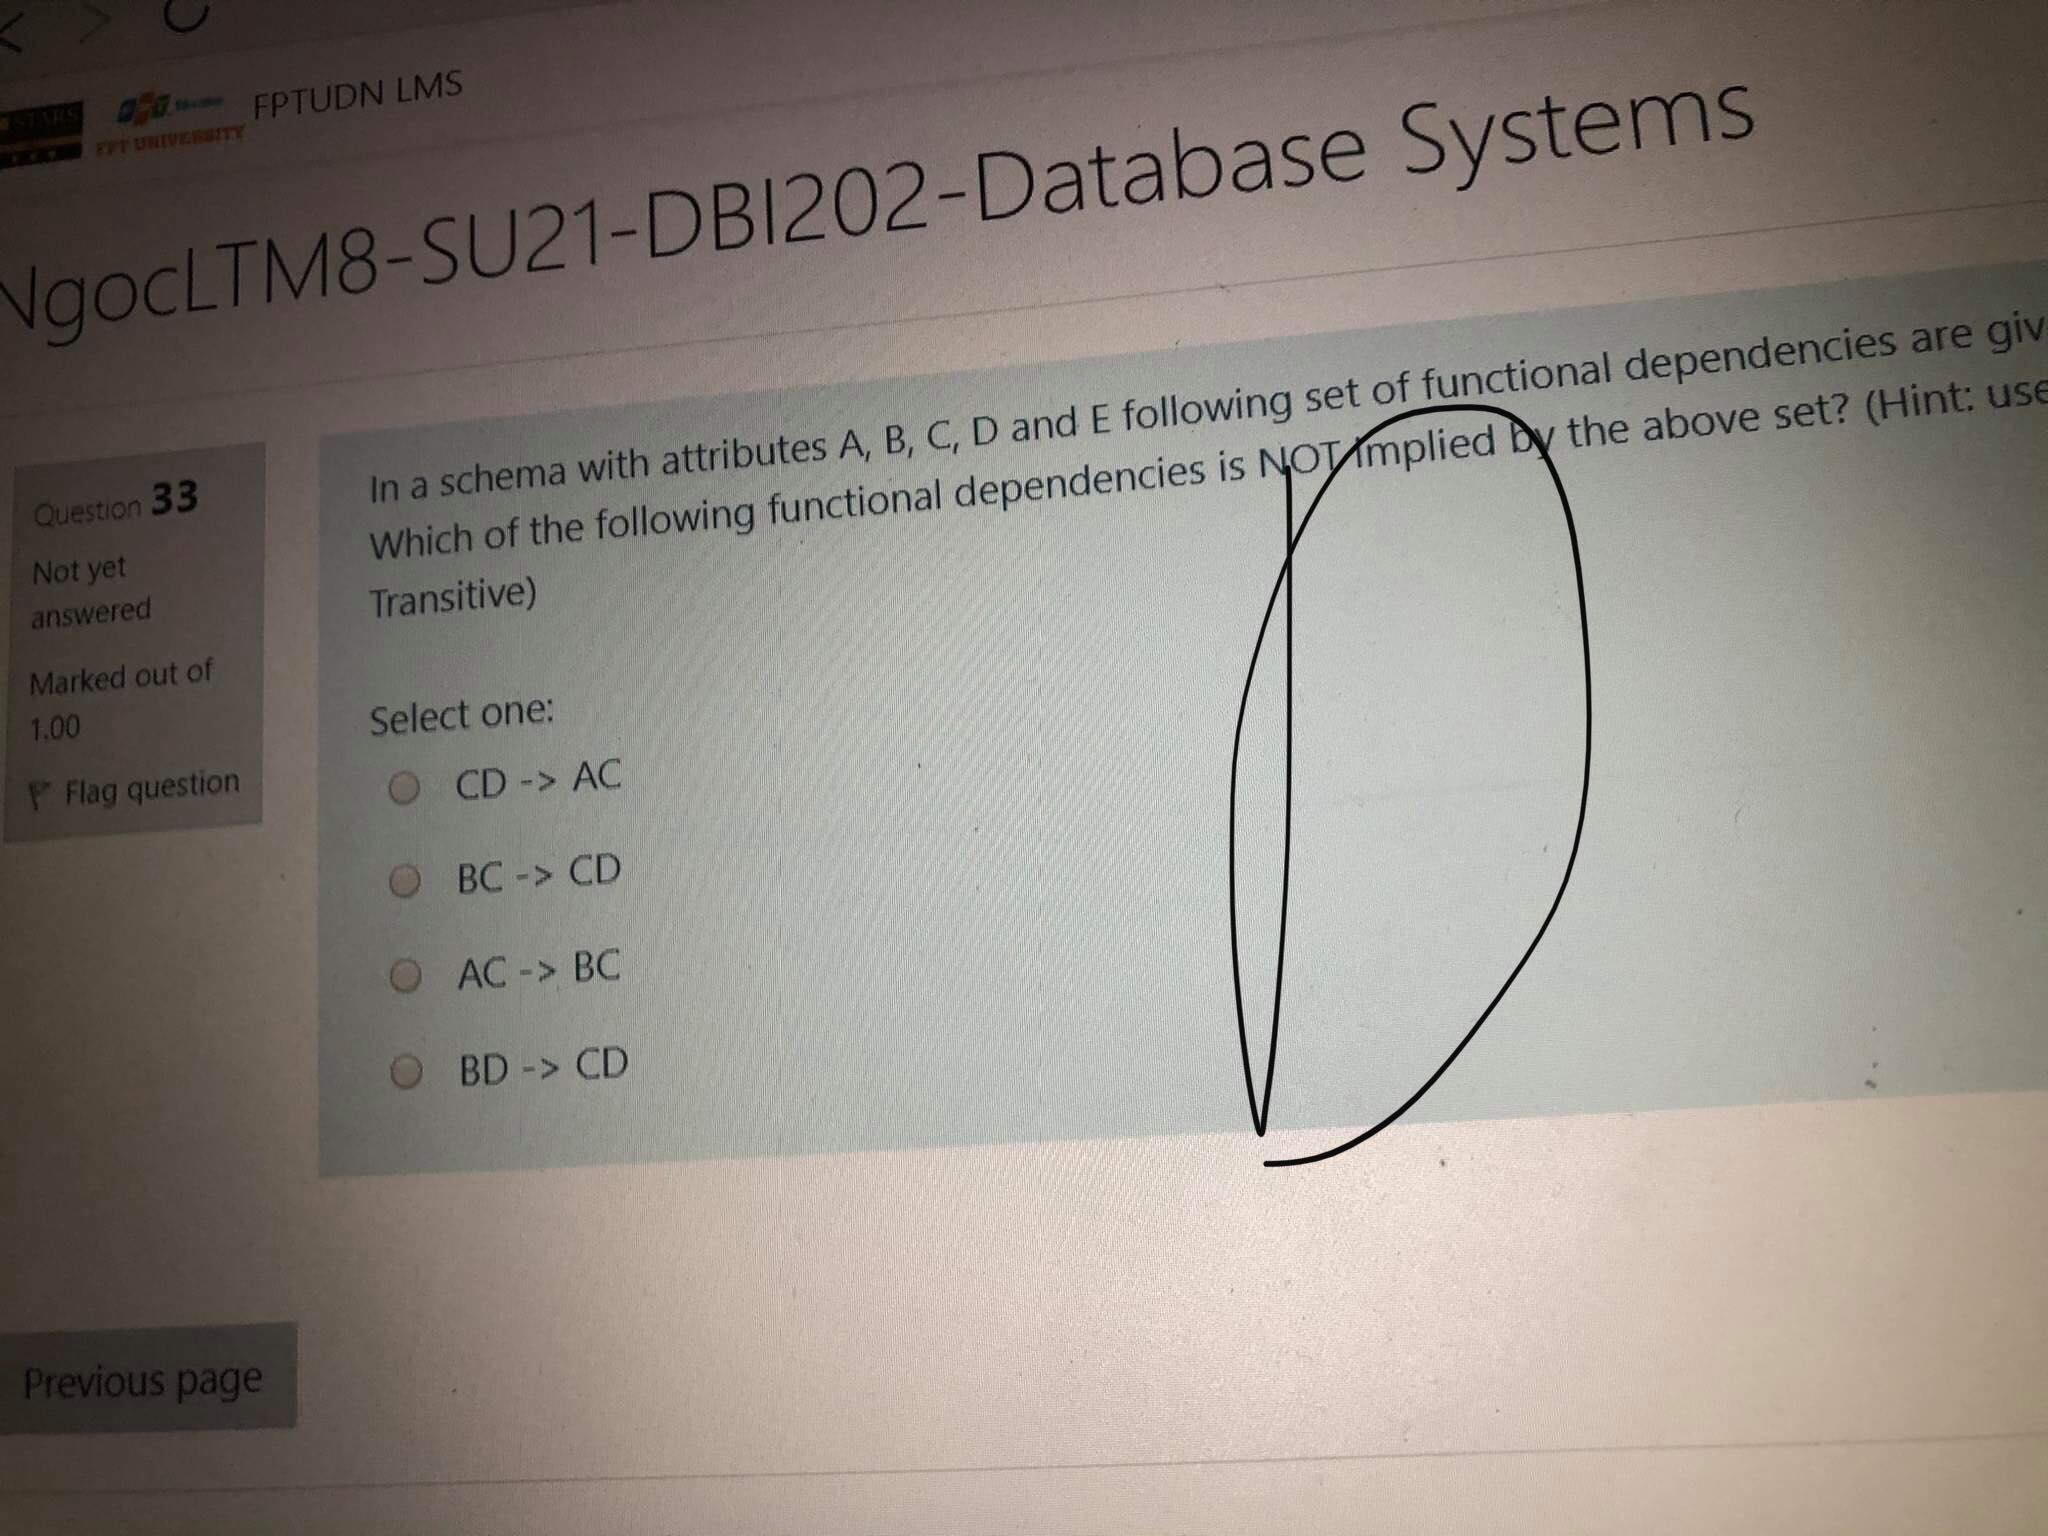 STARS
FPT UNIVERSITY
FPTUDN LMS
NgocLTM8-SU21-DBI202-Database Systems
Question 33
Not yet
answered
Marked out of
1.00
Flag question
In a schema with attributes A, B, C, D and E following set of functional dependencies are giv
Which of the following functional dependencies is NOT implied by the above set? (Hint: use
Transitive)
Select one:
CD -> AC
BC -> CD
AC -> BC
BD -> CD
Previous page